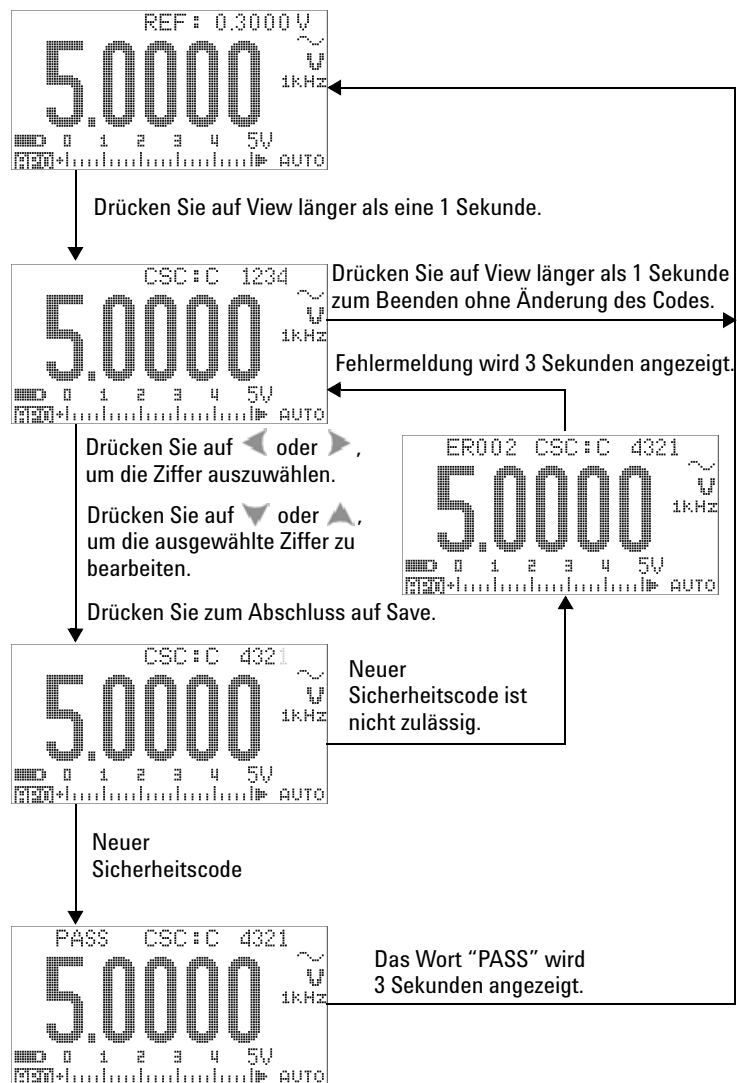 REF: 0.3000 V
5.0000 V
1kHz
0 1 2 3 4 5V
APO AUTO
Drücken Sie auf View länger als eine 1 Sekunde.
CSC:C 1234
5.0000 V
1kHz
0 1 2 3 4 5V
APO AUTO
Drücken Sie auf View länger als 1 Sekunde
zum Beenden ohne Änderung des Codes.
Fehlermeldung wird 3 Sekunden angezeigt.
Drücken Sie auf ◀ oder ▶,
um die Ziffer auszuwählen.
Drücken Sie auf ▼ oder ▲,
um die ausgewählte Ziffer zu
bearbeiten.
Drücken Sie zum Abschluss auf Save.
ER002 CSC:C 4321
5.0000 V
1kHz
0 1 2 3 4 5V
APO AUTO
CSC:C 4321
5.0000 V
1kHz
0 1 2 3 4 5V
APO AUTO
Neuer
Sicherheitscode ist
nicht zulässig.
Neuer
Sicherheitscode
PASS CSC:C 4321
5.0000 V
1kHz
0 1 2 3 4 5V
APO AUTO
Das Wort “PASS” wird
3 Sekunden angezeigt.